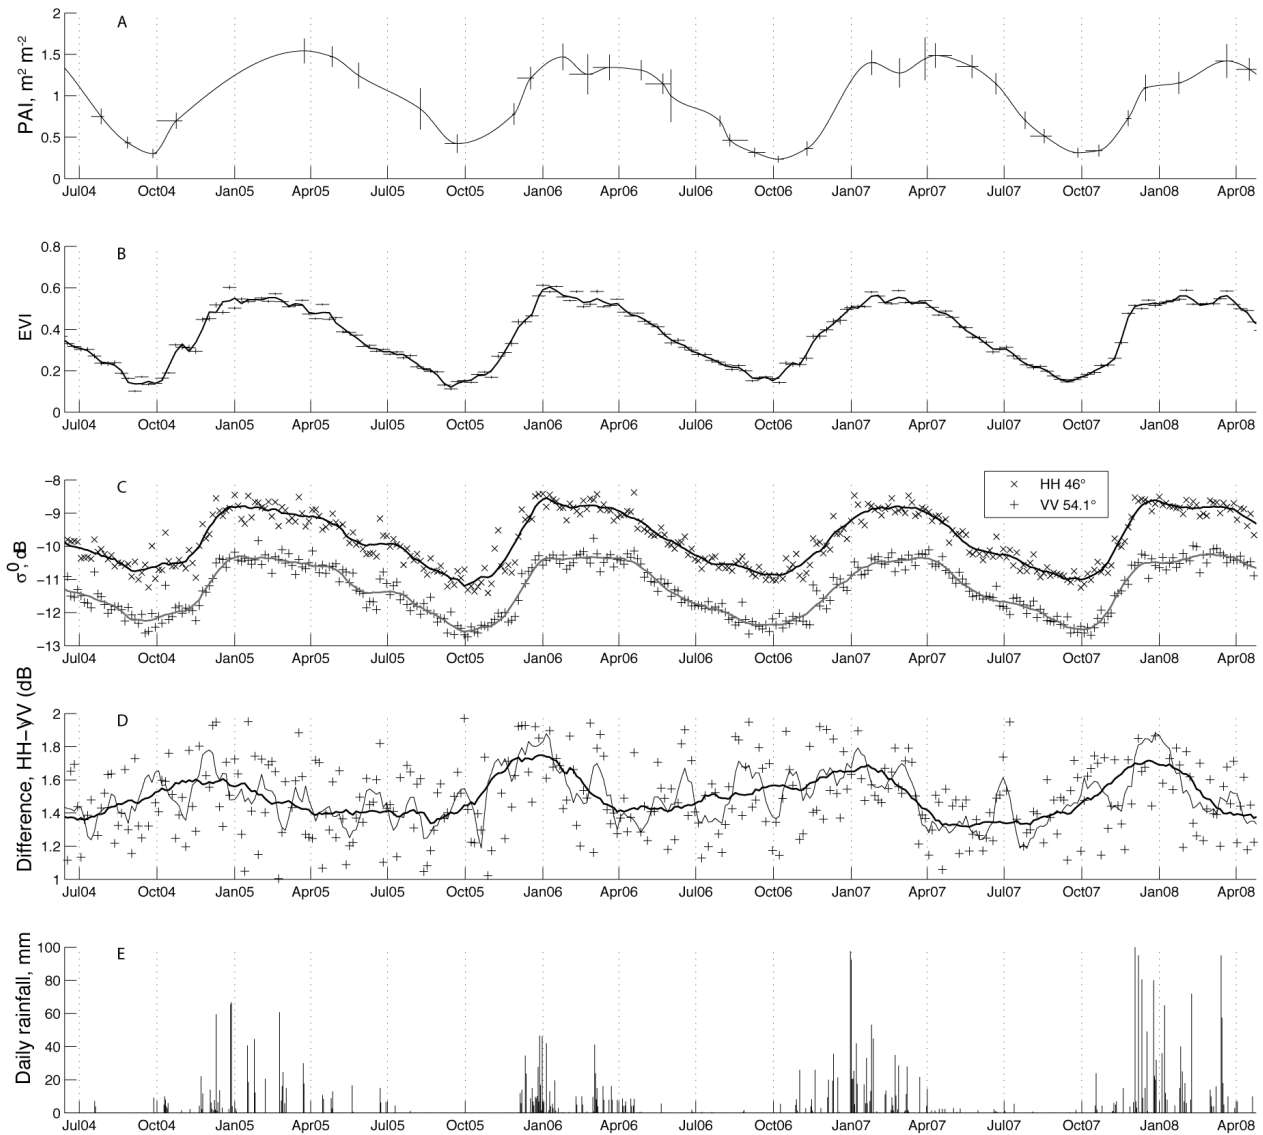 A
PAI, m² m⁻²
2
1.5
1
0.5
0
Jul04 Oct04 Jan05 Apr05 Jul05 Oct05 Jan06 Apr06 Jul06 Oct06 Jan07 Apr07 Jul07 Oct07 Jan08 Apr08
B
EVI
0.8
0.6
0.4
0.2
0
Jul04 Oct04 Jan05 Apr05 Jul05 Oct05 Jan06 Apr06 Jul06 Oct06 Jan07 Apr07 Jul07 Oct07 Jan08 Apr08
C
σ⁰, dB
−8
−9
−10
−11
−12
−13
× HH 46°
+ VV 54.1°
Jul04 Oct04 Jan05 Apr05 Jul05 Oct05 Jan06 Apr06 Jul06 Oct06 Jan07 Apr07 Jul07 Oct07 Jan08 Apr08
D
Difference, HH−VV (dB
2
1.8
1.6
1.4
1.2
1
Jul04 Oct04 Jan05 Apr05 Jul05 Oct05 Jan06 Apr06 Jul06 Oct06 Jan07 Apr07 Jul07 Oct07 Jan08 Apr08
E
Daily rainfall, mm
100
80
60
40
20
0
Jul04 Oct04 Jan05 Apr05 Jul05 Oct05 Jan06 Apr06 Jul06 Oct06 Jan07 Apr07 Jul07 Oct07 Jan08 Apr08